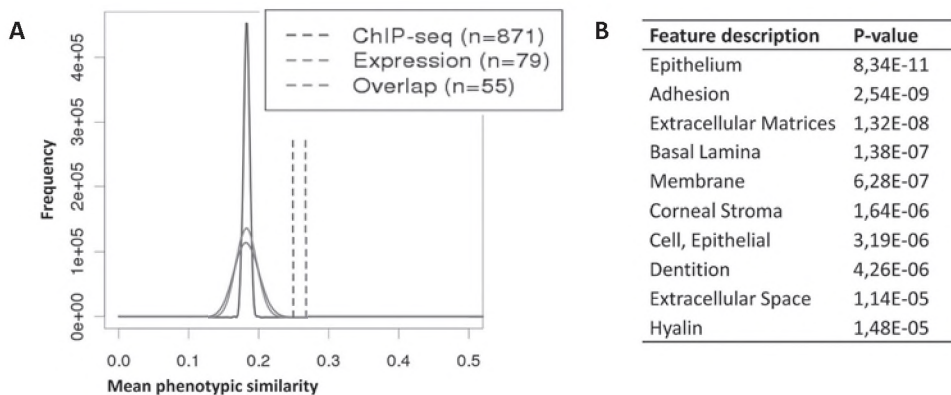 A
ChIP-seq (n=871)
Expression (n=79)
Overlap (n=55)
Frequency
0e+00 1e+05 2e+05 3e+05 4e+05
0.0 0.1 0.2 0.3 0.4 0.5
Mean phenotypic similarity
B
Feature description P-value
Epithelium 8,34E-11
Adhesion 2,54E-09
Extracellular Matrices 1,32E-08
Basal Lamina 1,38E-07
Membrane 6,28E-07
Corneal Stroma 1,64E-06
Cell, Epithelial 3,19E-06
Dentition 4,26E-06
Extracellular Space 1,14E-05
Hyalin 1,48E-05